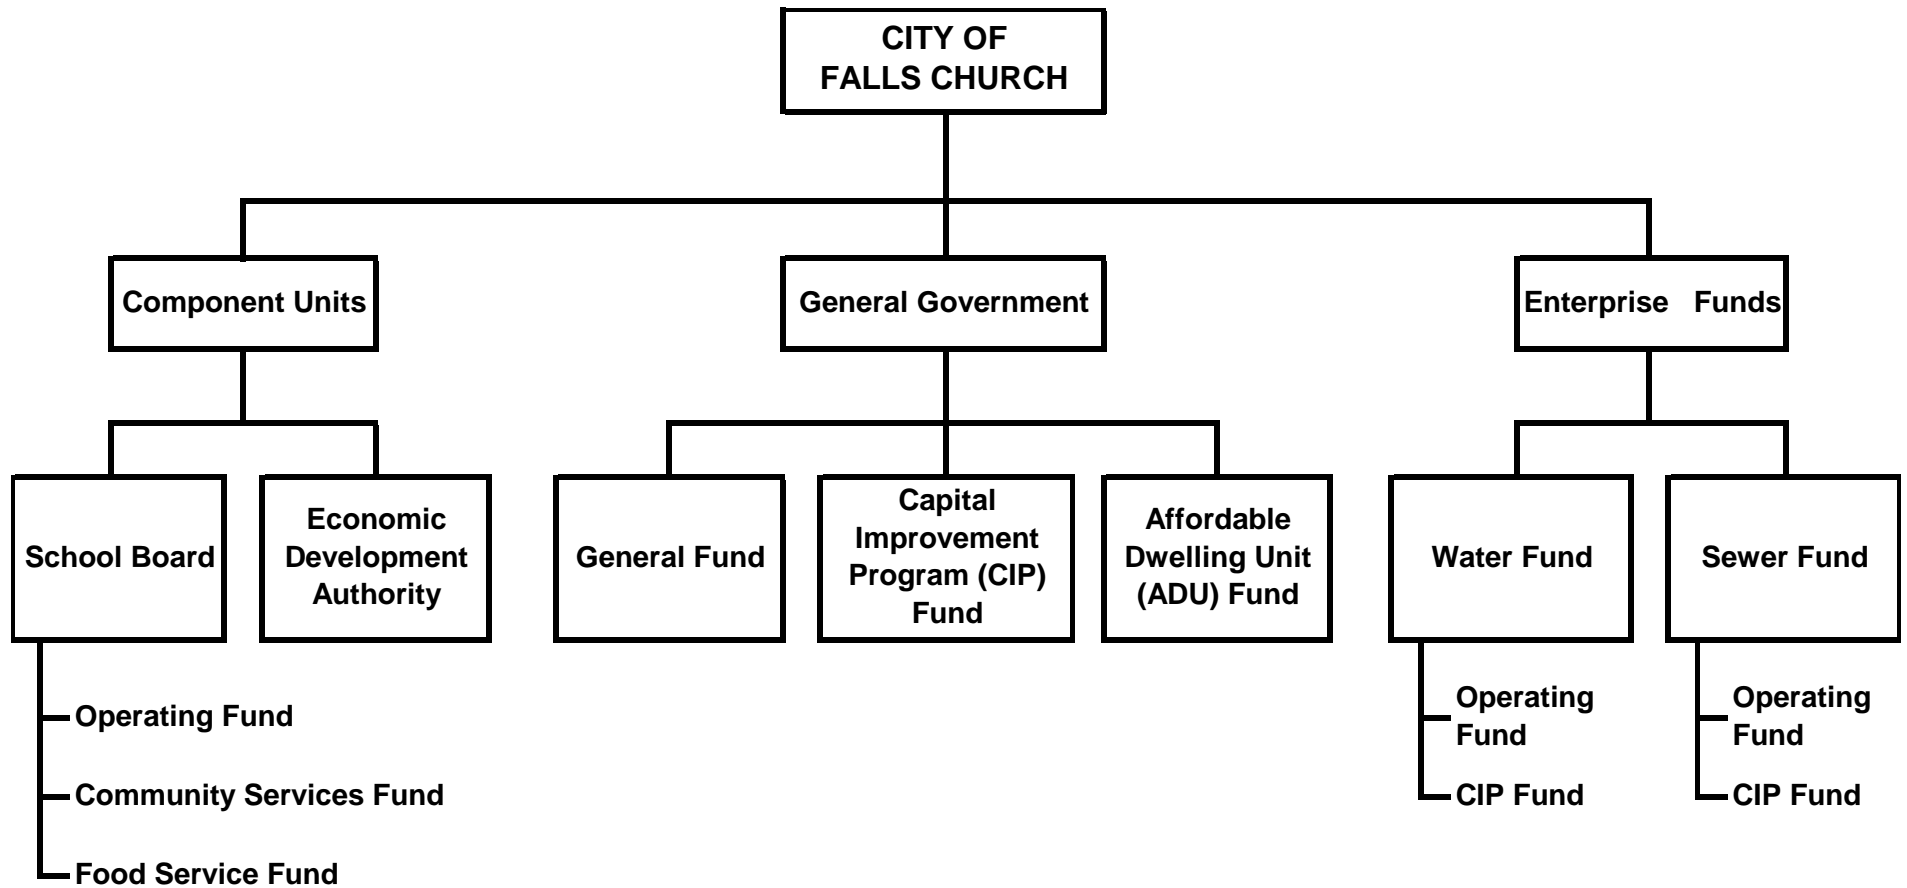 CITY OF
FALLS CHURCH
Component Units
General Government
Enterprise Funds
School Board
Economic
Development
Authority
General Fund
Capital
Improvement
Program (CIP)
Fund
Affordable
Dwelling Unit
(ADU) Fund
Water Fund
Sewer Fund
Operating Fund
Community Services Fund
Food Service Fund
Operating
Fund
CIP Fund
Operating
Fund
CIP Fund